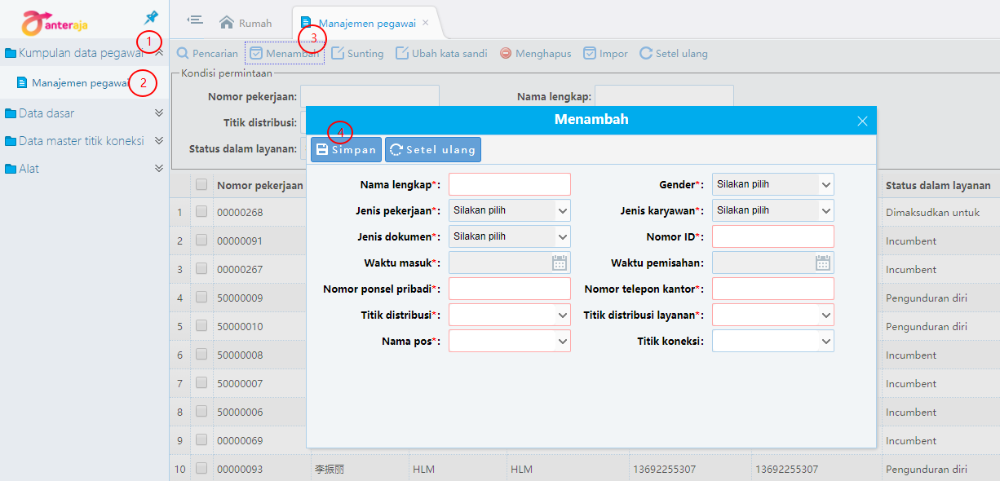 anteraja
Rumah
Manajemen pegawai ×
1
3
Kumpulan data pegawai
Pencarian Menambah Sunting Ubah kata sandi Menghapus Impor Setel ulang
Kondisi permintaan
Manajemen pegawai 2
Nomor pekerjaan: Nama lengkap:
Data dasar
Titik distribusi:
Menambah
4
Data master titik koneksi
Status dalam layanan:
Simpan Setel ulang
Alat
Nomor pekerjaan Status dalam layanan
Nama lengkap*: Gender*: Silakan pilih
Jenis pekerjaan*: Silakan pilih Jenis karyawan*: Silakan pilih
Jenis dokumen*: Silakan pilih Nomor ID*:
Waktu masuk*: Waktu pemisahan:
Nomor ponsel pribadi*: Nomor telepon kantor*:
Titik distribusi*: Titik distribusi layanan*:
Nama pos*: Titik koneksi:
1 00000268 Dimaksudkan untuk
2 00000091 Incumbent
3 00000267 Incumbent
4 50000009 Pengunduran diri
5 50000010 Pengunduran diri
6 50000008 Incumbent
7 50000007 Incumbent
8 50000006 Incumbent
9 00000069 Incumbent
10 00000093 李振丽 HLM HLM 13692255307 13692255307 Pengunduran diri